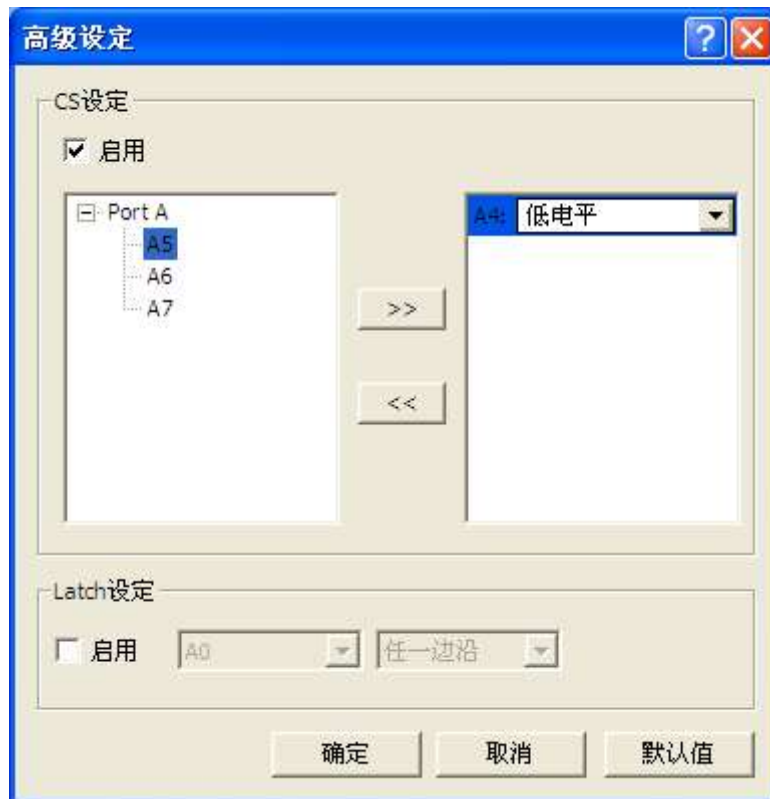 高级设定
CS设定
启用
Port A
A5
A6
A7
>>
<<
A4: 低电平
Latch设定
启用 A0 任一边沿
确定 取消 默认值